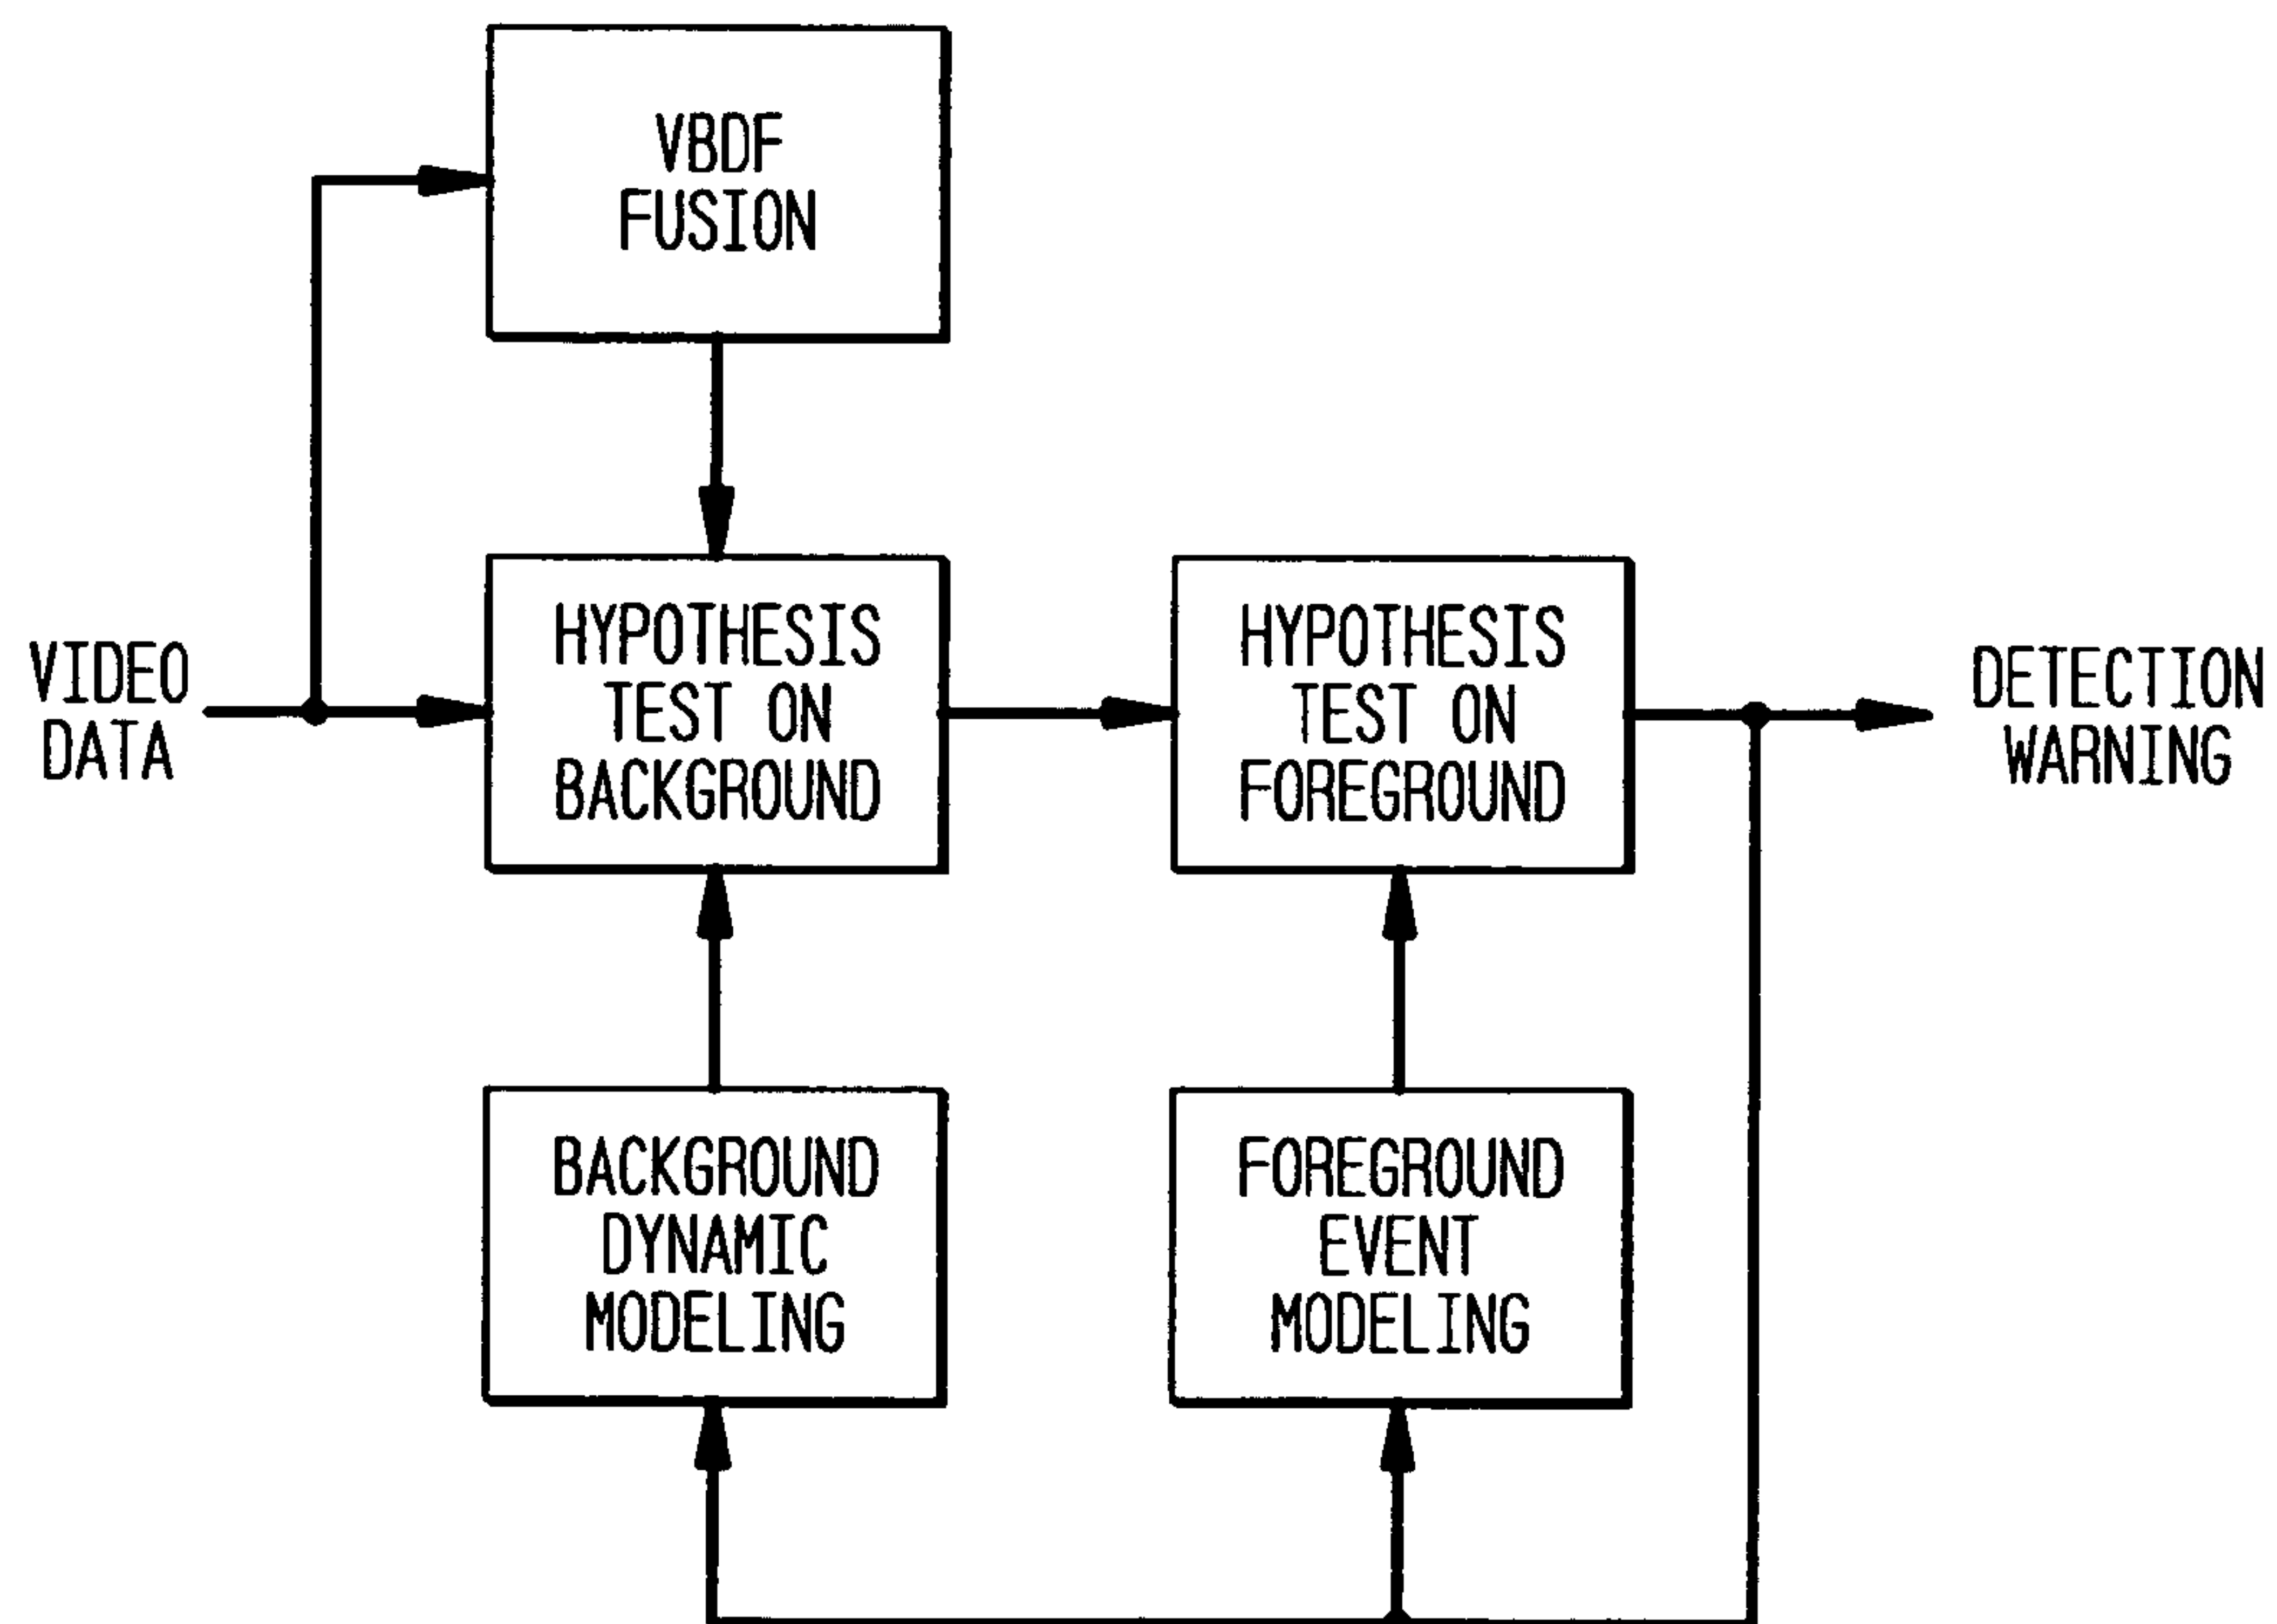 VBDF
FUSION
VIDEO
DATA
HYPOTHESIS
TEST ON
BACKGROUND
HYPOTHESIS
TEST ON
FOREGROUND
DETECTION
WARNING
BACKGROUND
DYNAMIC
MODELING
FOREGROUND
EVENT
MODELING